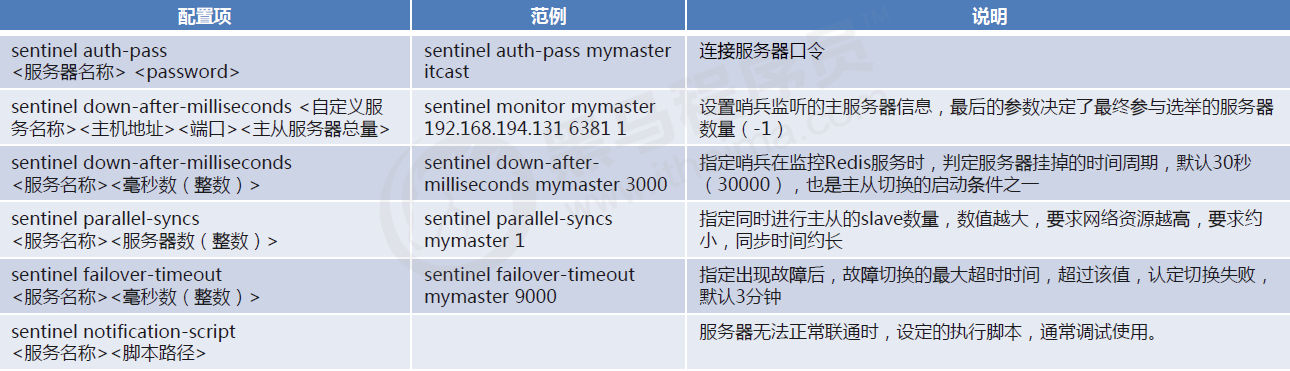 配置项
范例
说明
sentinel auth-pass
<服务器名称> <password>
sentinel auth-pass mymaster
itcast
连接服务器口令
sentinel down-after-milliseconds <自定义服
务名称><主机地址><端口><主从服务器总量>
sentinel monitor mymaster
192.168.194.131 6381 1
设置哨兵监听的主服务器信息，最后的参数决定了最终参与选举的服务器
数量（-1）
sentinel down-after-milliseconds
<服务名称><毫秒数（整数）>
sentinel down-after-
milliseconds mymaster 3000
指定哨兵在监控Redis服务时，判定服务器挂掉的时间周期，默认30秒
（30000），也是主从切换的启动条件之一
sentinel parallel-syncs
<服务名称><服务器数（整数）>
sentinel parallel-syncs
mymaster 1
指定同时进行主从的slave数量，数值越大，要求网络资源越高，要求约
小，同步时间约长
sentinel failover-timeout
<服务名称><毫秒数（整数）>
sentinel failover-timeout
mymaster 9000
指定出现故障后，故障切换的最大超时时间，超过该值，认定切换失败，
默认3分钟
sentinel notification-script
<服务名称><脚本路径>
服务器无法正常联通时，设定的执行脚本，通常调试使用。
黑马程序员™